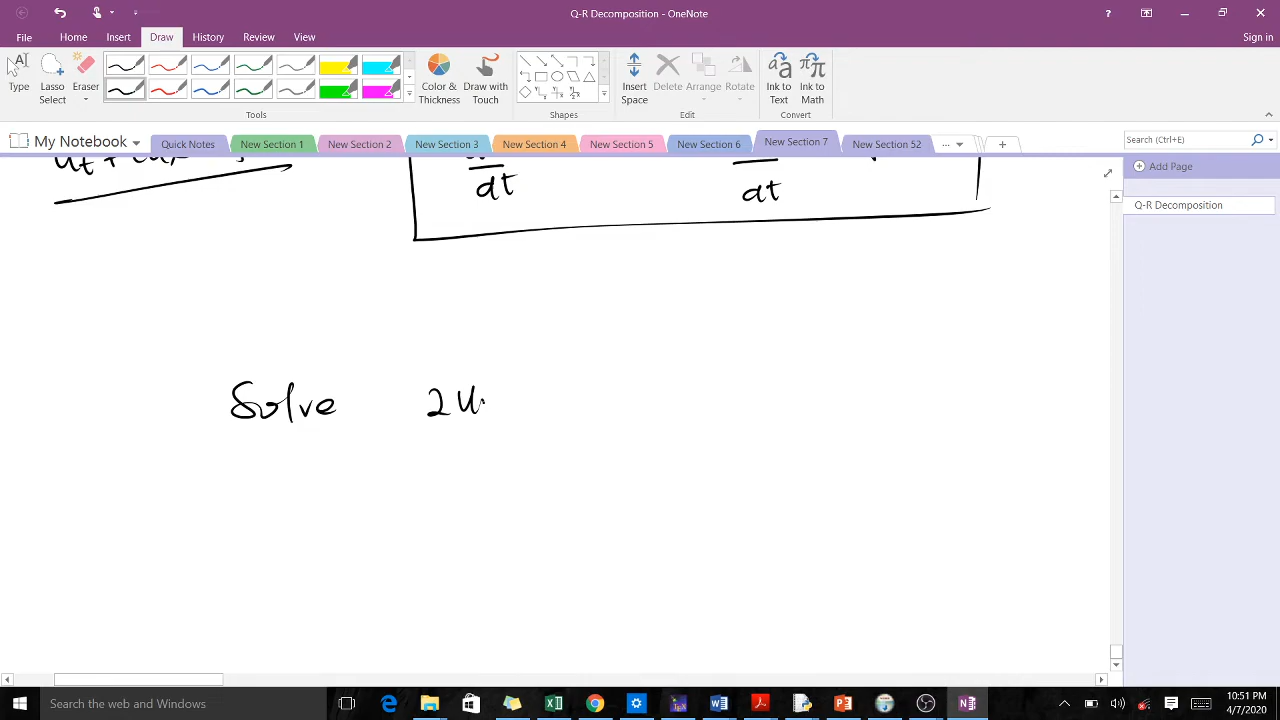 Q-R Decomposition - OneNote
File Home Insert Draw History Review View Sign in
Type Lasso Select Eraser Color & Thickness Draw with Touch Insert Space Delete Arrange Rotate Ink to Text Ink to Math
Tools Shapes Edit Convert
My Notebook Quick Notes New Section 1 New Section 2 New Section 3 New Section 4 New Section 5 New Section 6 New Section 7 New Section 52 ... + Search (Ctrl+E)
Add Page
Q-R Decomposition
dt dt
Solve 2U
Search the web and Windows
10:51 PM
4/7/2020